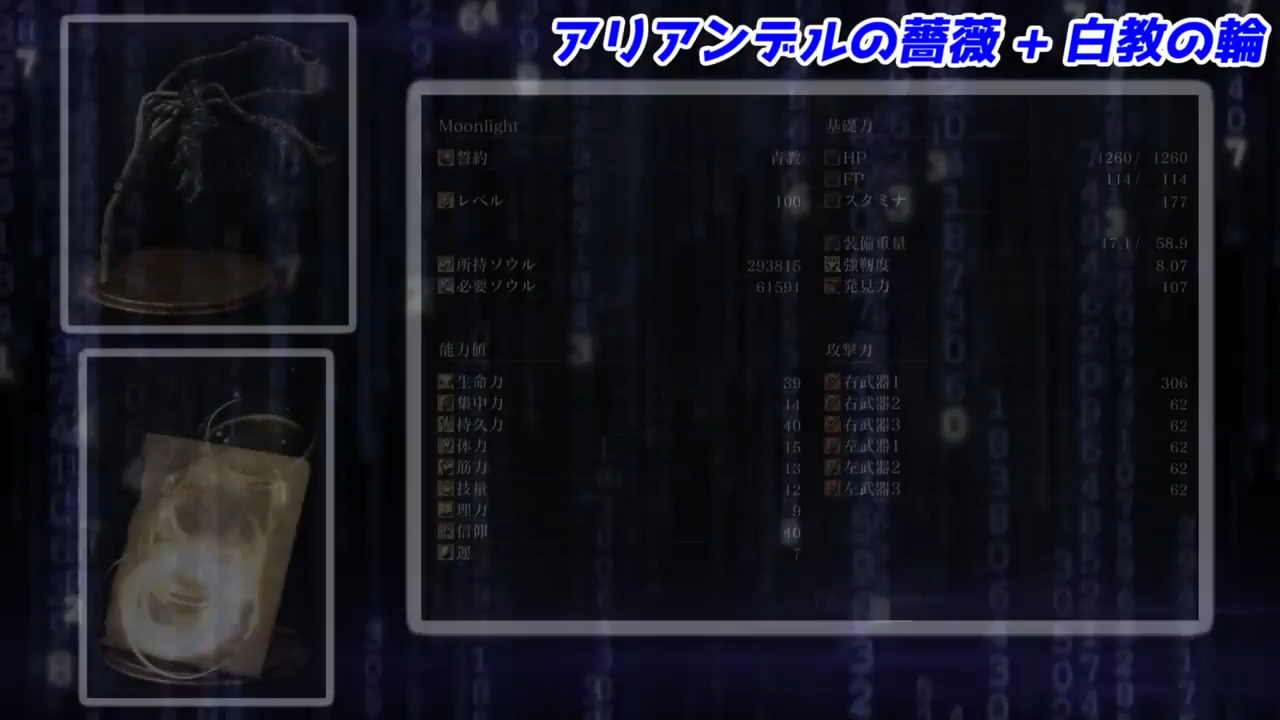 アリアンデルの薔薇 + 白教の輪
Moonlight
誓約 青教
レベル 100
所持ソウル 293815
必要ソウル 61591
能力値
生命力 39
集中力 14
持久力 40
体力 15
筋力 13
技量 12
理力 9
信仰 40
運 7
基礎力
HP 1260/ 1260
FP 114/ 114
スタミナ 177
装備重量 17.1/ 58.9
強靭度 8.07
発見力 107
攻撃力
右武器1 306
右武器2 62
右武器3 62
左武器1 62
左武器2 62
左武器3 62